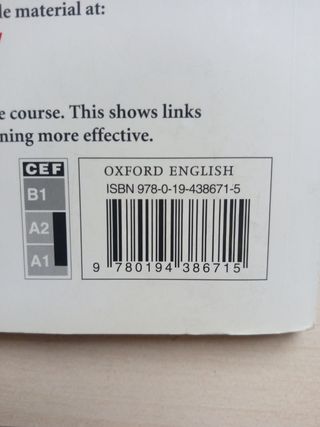 le material at:
e course. This shows links
ning more effective.
CEF
B1
A2
A1
OXFORD ENGLISH
ISBN 978-0-19-438671-5
9 780194 386715